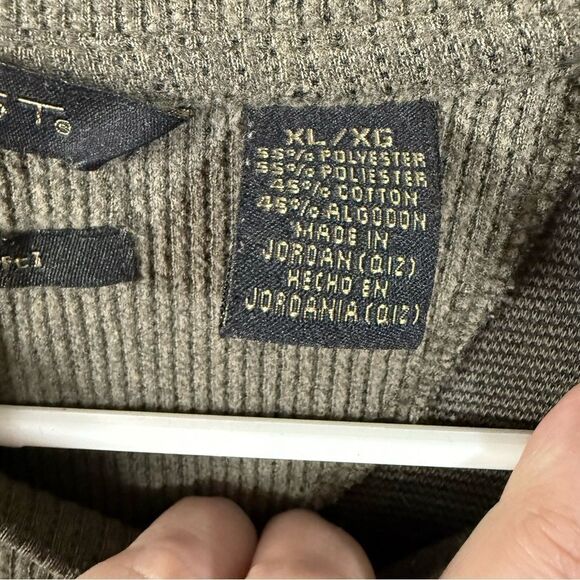 XL/XG
55% POLYESTER
55% POLIESTER
45% COTTON
45% ALGODON
MADE IN
JORDAN(QIZ)
HECHO EN
JORDANIA(QIZ)